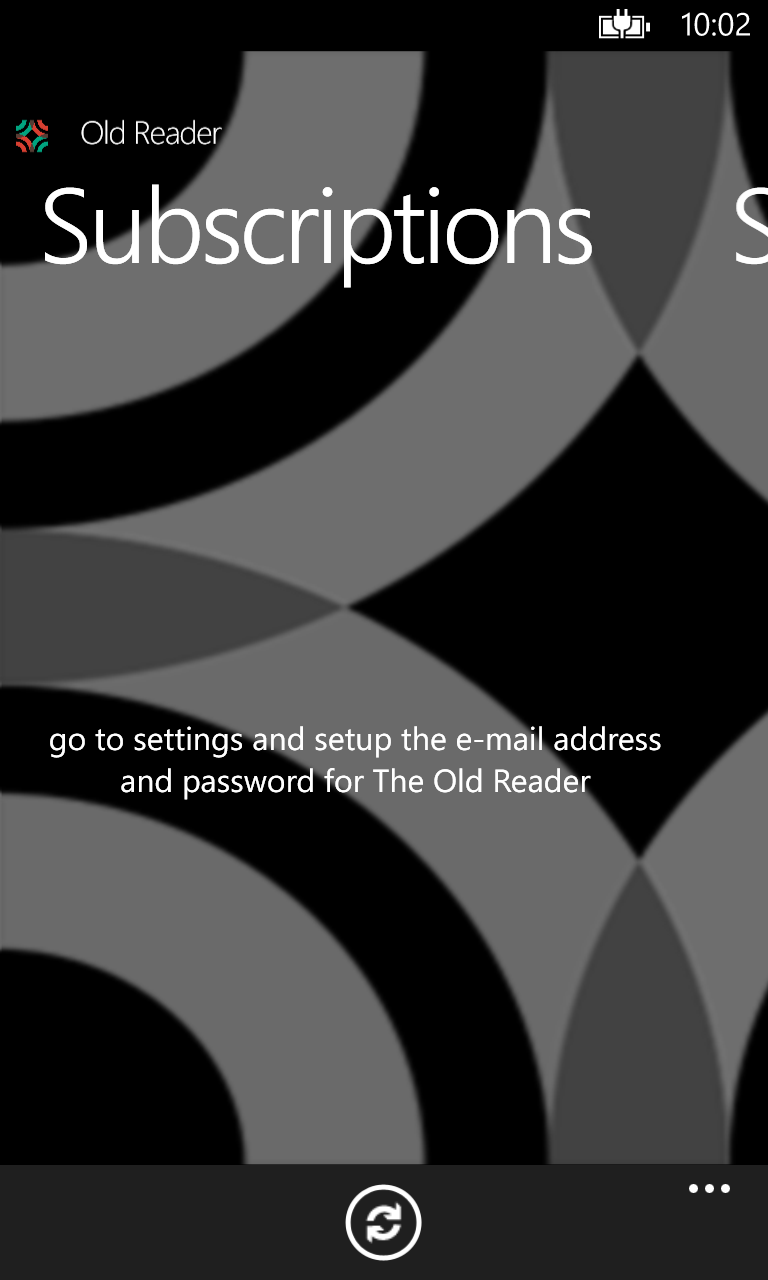 10:02
Old Reader
Subscriptions
S
go to settings and setup the e-mail address
and password for The Old Reader